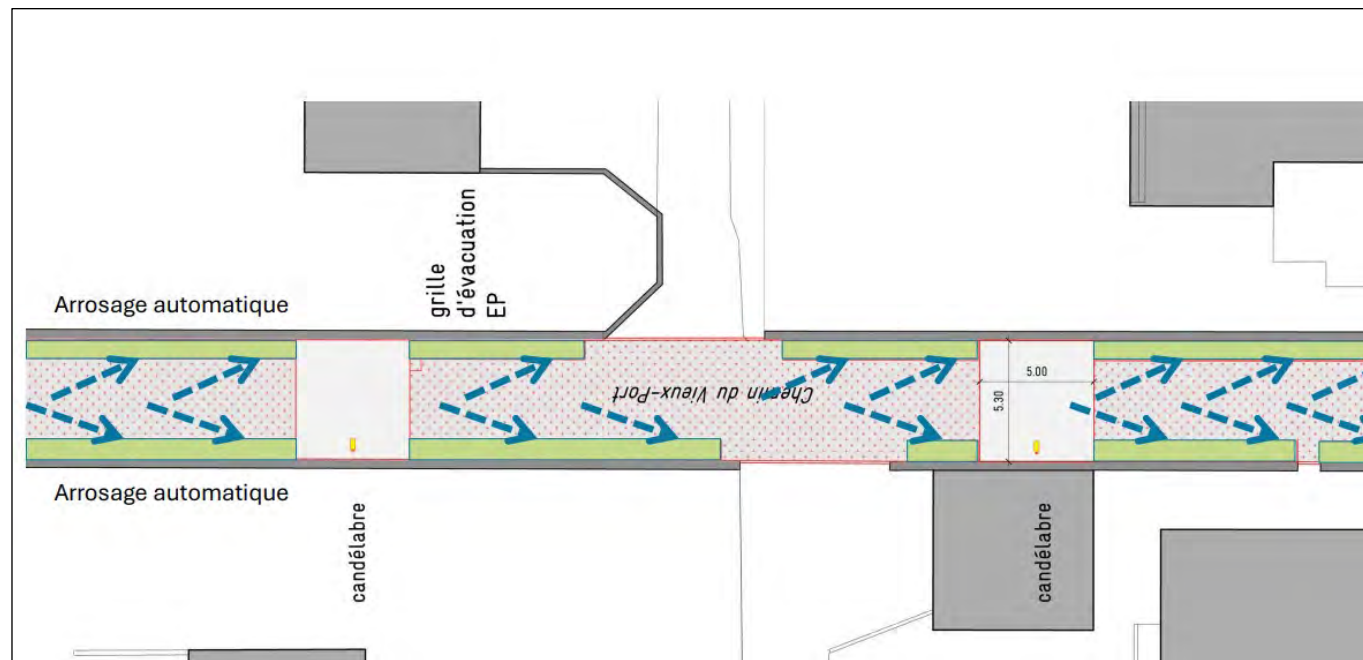 grille
d'évacuation
EP
Arrosage automatique
Chemin du Vieux-Port
5.00
5.30
Arrosage automatique
candélabre
candélabre